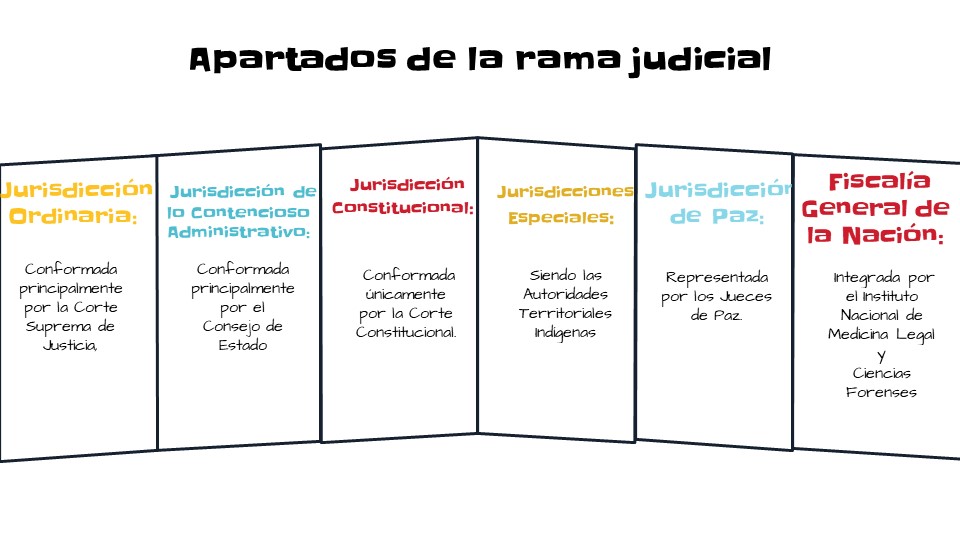 Apartados de la rama judicial
Jurisdicción
Ordinaria:
Conformada
principalmente
por la Corte
Suprema de
Justicia,
Jurisdicción de
lo Contencioso
Administrativo:
Conformada
principalmente
por el
Consejo de
Estado
Jurisdicción
Constitucional:
Conformada
únicamente
por la Corte
Constitucional.
Jurisdicciones
Especiales:
Siendo las
Autoridades
Territoriales
Indígenas
Jurisdicción
de Paz:
Representada
por los Jueces
de Paz.
Fiscalía
General de
la Nación:
Integrada por
el Instituto
Nacional de
Medicina Legal
y
Ciencias
Forenses